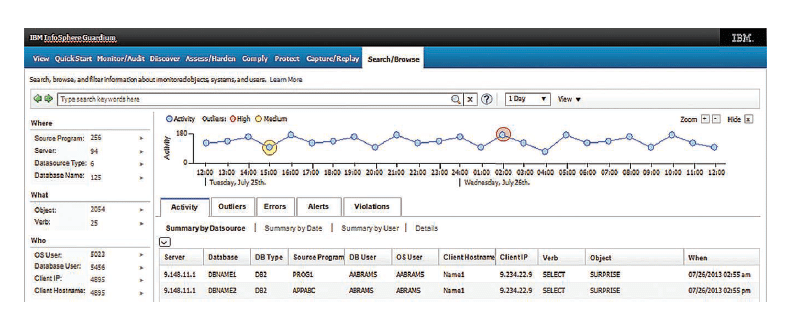 IBM InfoSphere Guardium
IBM.
View QuickStart Monitor/Audit Discover Assess/Harden Comply Protect Capture/Replay Search/Browse
Search, browse, and filter information about monitored objects, systems, and users. Learn More
Type search keywords here x ? 1 Day View
Where
Source Program: 256
Server: 94
Datasource Type: 6
Database Name: 125
What
Object: 2054
Verb: 25
Who
OS User: 5023
Database User: 5456
Client IP: 4895
Client Hostname: 4895
Activity Outliers: High Medium Zoom + - Hide x
Activity
180
0
12:00 13:00 14:00 15:00 16:00 17:00 18:00 19:00 20:00 21:00 22:00 23:00 24:00 01:00 02:00 03:00 04:00 05:00 06:00 07:00 08:00 09:00 10:00 11:00 12:00
Tuesday, July 25th. Wednesday, July 26th.
Activity Outliers Errors Alerts Violations
Summary by Datsource | Summary by Date | Summary by User | Details
Server Database DB Type Source Program DB User OS User Client Hostname Client IP Verb Object When
9.148.11.1 DBNAME1 DB2 PROG1 AABRAMS AABRAMS Name1 9.234.22.9 SELECT SURPRISE 07/26/2013 02:55 am
9.148.11.1 DBNAME2 DB2 APPABC ABRAMS ABRAMS Name1 9.234.22.9 SELECT SURPRISE 07/26/2013 02:55 pm